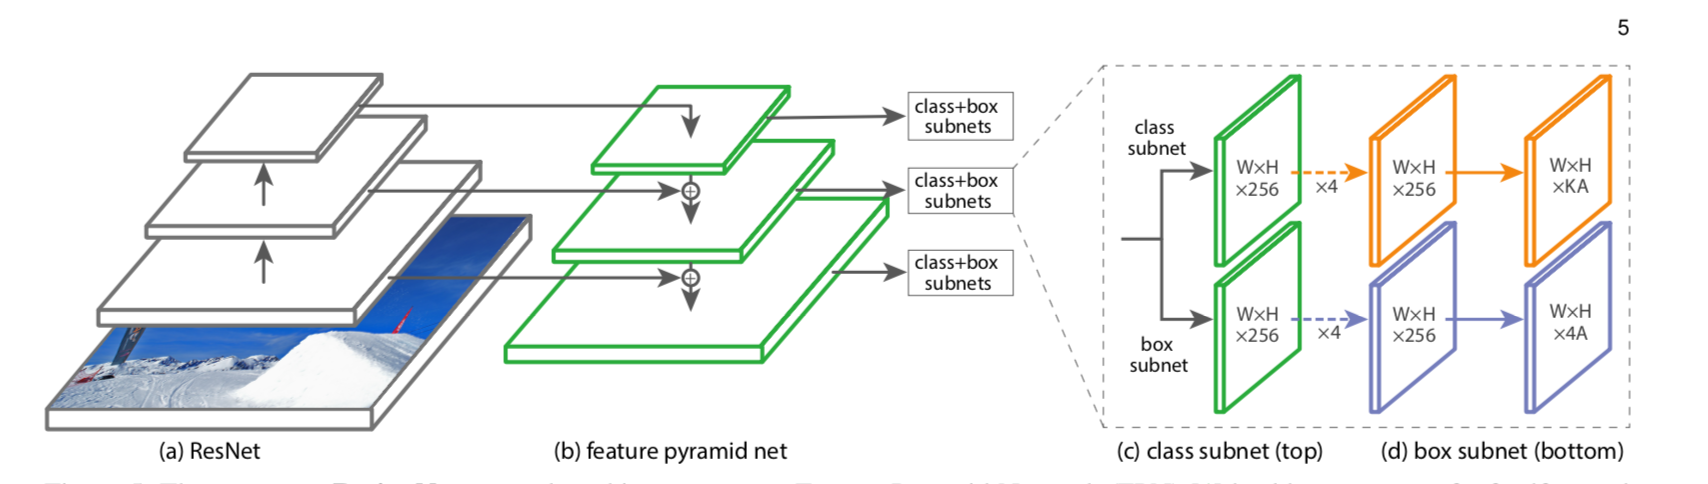 5
class+box
subnets
class+box
subnets
class+box
subnets
class
subnet
W×H
×256
×4
W×H
×256
W×H
×KA
box
subnet
W×H
×256
×4
W×H
×256
W×H
×4A
(a) ResNet
(b) feature pyramid net
(c) class subnet (top)
(d) box subnet (bottom)